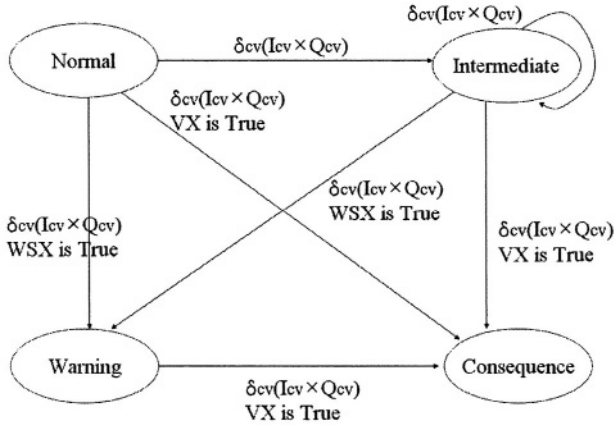 δcv(Icv × Qcv)
Normal
δcv(Icv × Qcv)
Intermediate
δcv(Icv × Qcv)
VX is True
δcv(Icv × Qcv)
WSX is True
δcv(Icv × Qcv)
WSX is True
δcv(Icv × Qcv)
VX is True
Warning
Consequence
δcv(Icv × Qcv)
VX is True